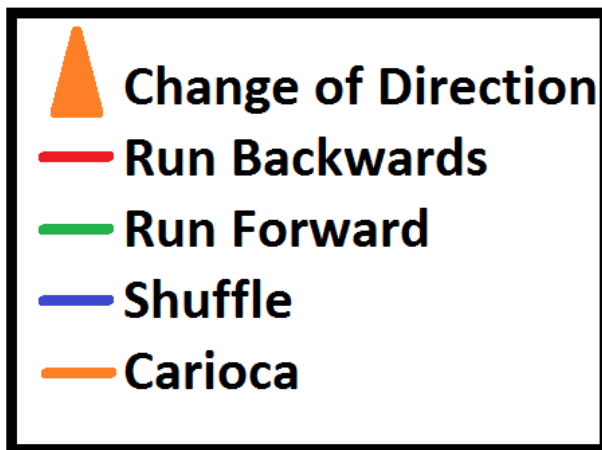 Change of Direction
Run Backwards
Run Forward
Shuffle
Carioca